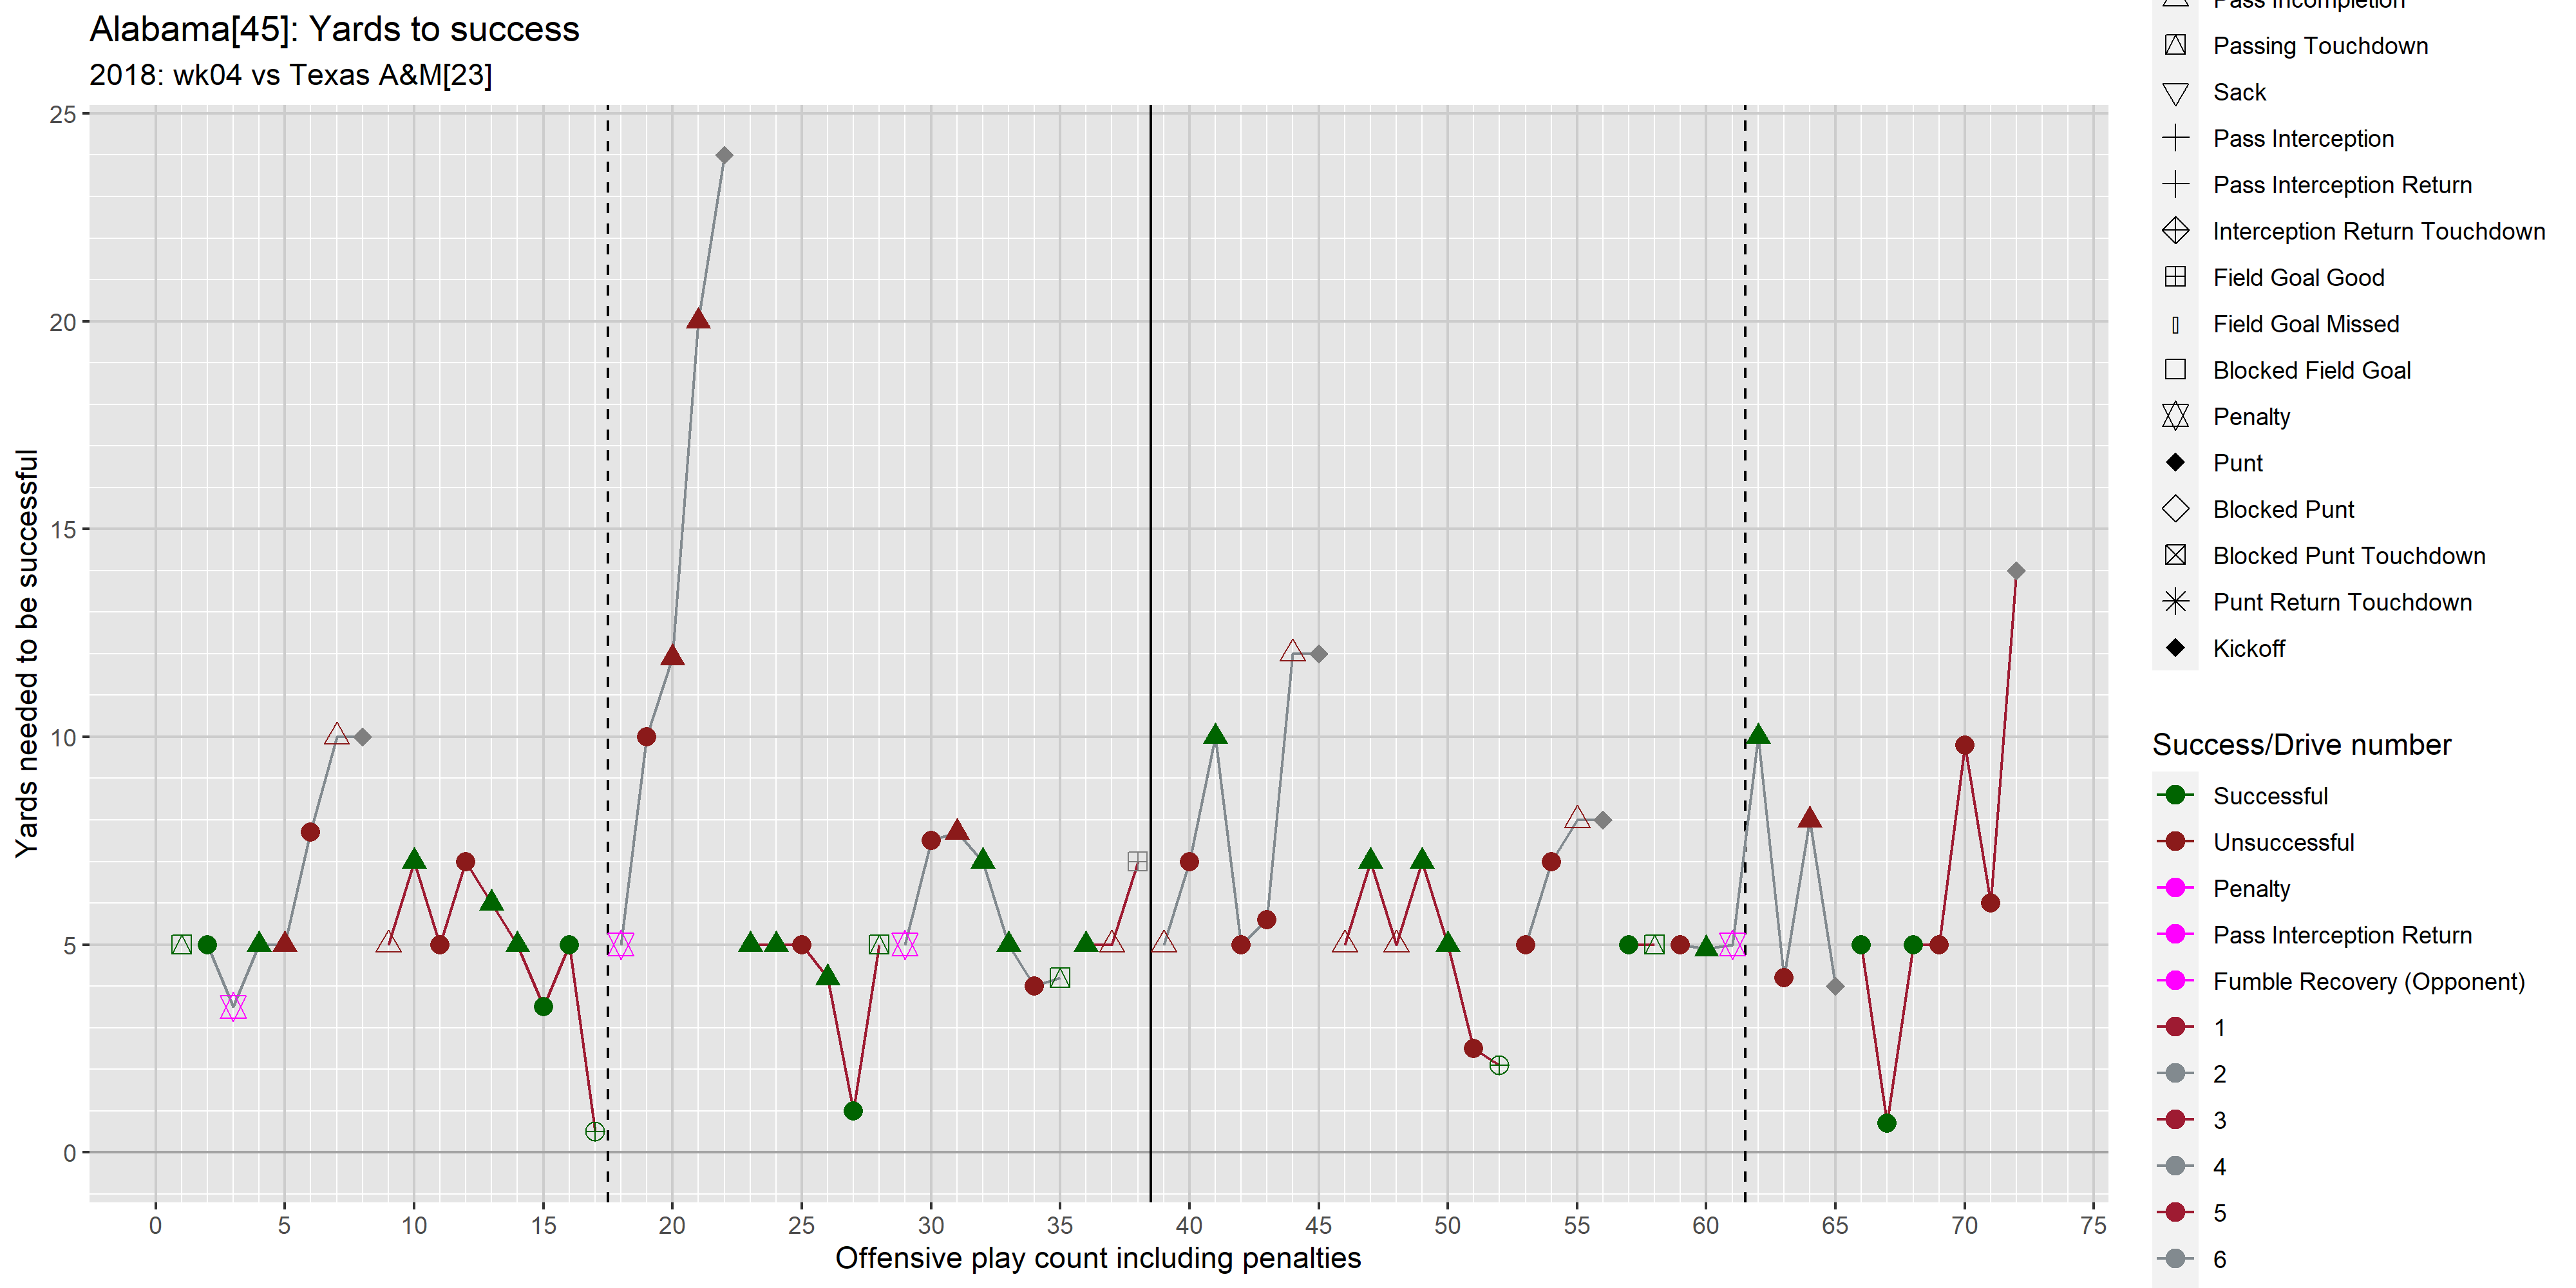 Alabama[45]: Yards to success
2018: wk04 vs Texas A&M[23]
Yards needed to be successful
25
20
15
10
5
0
0 5 10 15 20 25 30 35 40 45 50 55 60 65 70 75
Offensive play count including penalties
Pass Incompletion
Passing Touchdown
Sack
Pass Interception
Pass Interception Return
Interception Return Touchdown
Field Goal Good
Field Goal Missed
Blocked Field Goal
Penalty
Punt
Blocked Punt
Blocked Punt Touchdown
Punt Return Touchdown
Kickoff
Success/Drive number
Successful
Unsuccessful
Penalty
Pass Interception Return
Fumble Recovery (Opponent)
1
2
3
4
5
6